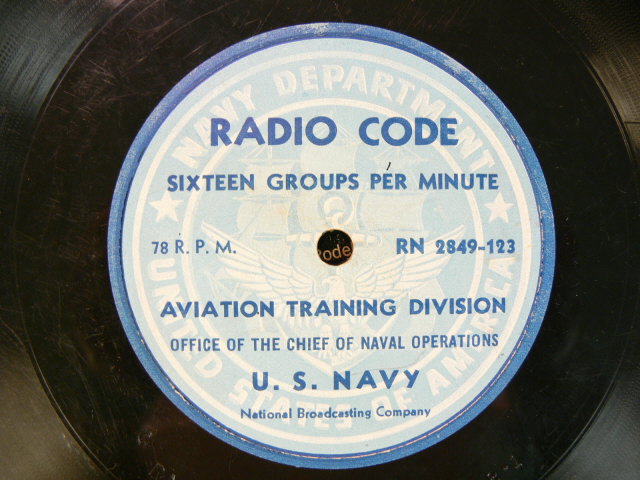 NAVY DEPARTMENT
RADIO CODE
SIXTEEN GROUPS PER MINUTE
78 R. P. M.
RN 2849-123
ode
AVIATION TRAINING DIVISION
OFFICE OF THE CHIEF OF NAVAL OPERATIONS
U. S. NAVY
National Broadcasting Company
UNITED STATES OF AMERICA